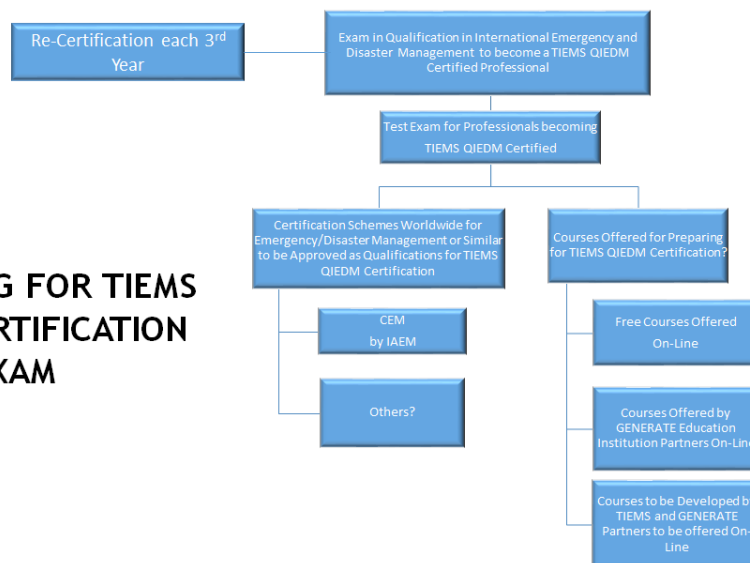 Re-Certification each 3rd
Year
Exam in Qualification in International Emergency and
Disaster Management to become a TIEMS QIEDM
Certified Professional
Test Exam for Professionals becoming
TIEMS QIEDM Certified
Certification Schemes Worldwide for
Emergency/Disaster Management or Similar
to be Approved as Qualifications for TIEMS
QIEDM Certification
Courses Offered for Preparing
for TIEMS QIEDM Certification?
G FOR TIEMS
RTIFICATION
XAM
CEM
by IAEM
Others?
Free Courses Offered
On-Line
Courses Offered by
GENERATE Education
Institution Partners On-Line
Courses to be Developed by
TIEMS and GENERATE
Partners to be offered On-
Line